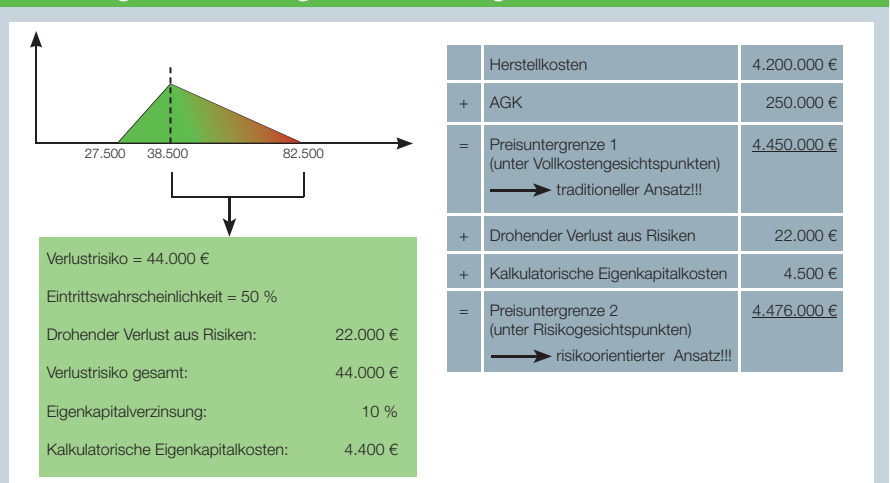 27.500 38.500 82.500
Verlustrisiko = 44.000 €
Eintrittswahrscheinlichkeit = 50 %
Drohender Verlust aus Risiken: 22.000 €
Verlustrisiko gesamt: 44.000 €
Eigenkapitalverzinsung: 10 %
Kalkulatorische Eigenkapitalkosten: 4.400 €
Herstellkosten 4.200.000 €
+ AGK 250.000 €
= Preisuntergrenze 1 4.450.000 €
(unter Vollkostengesichtspunkten)
traditioneller Ansatz!!!
+ Drohender Verlust aus Risiken 22.000 €
+ Kalkulatorische Eigenkapitalkosten 4.500 €
= Preisuntergrenze 2 4.476.000 €
(unter Risikogesichtspunkten)
risikoorientierter Ansatz!!!